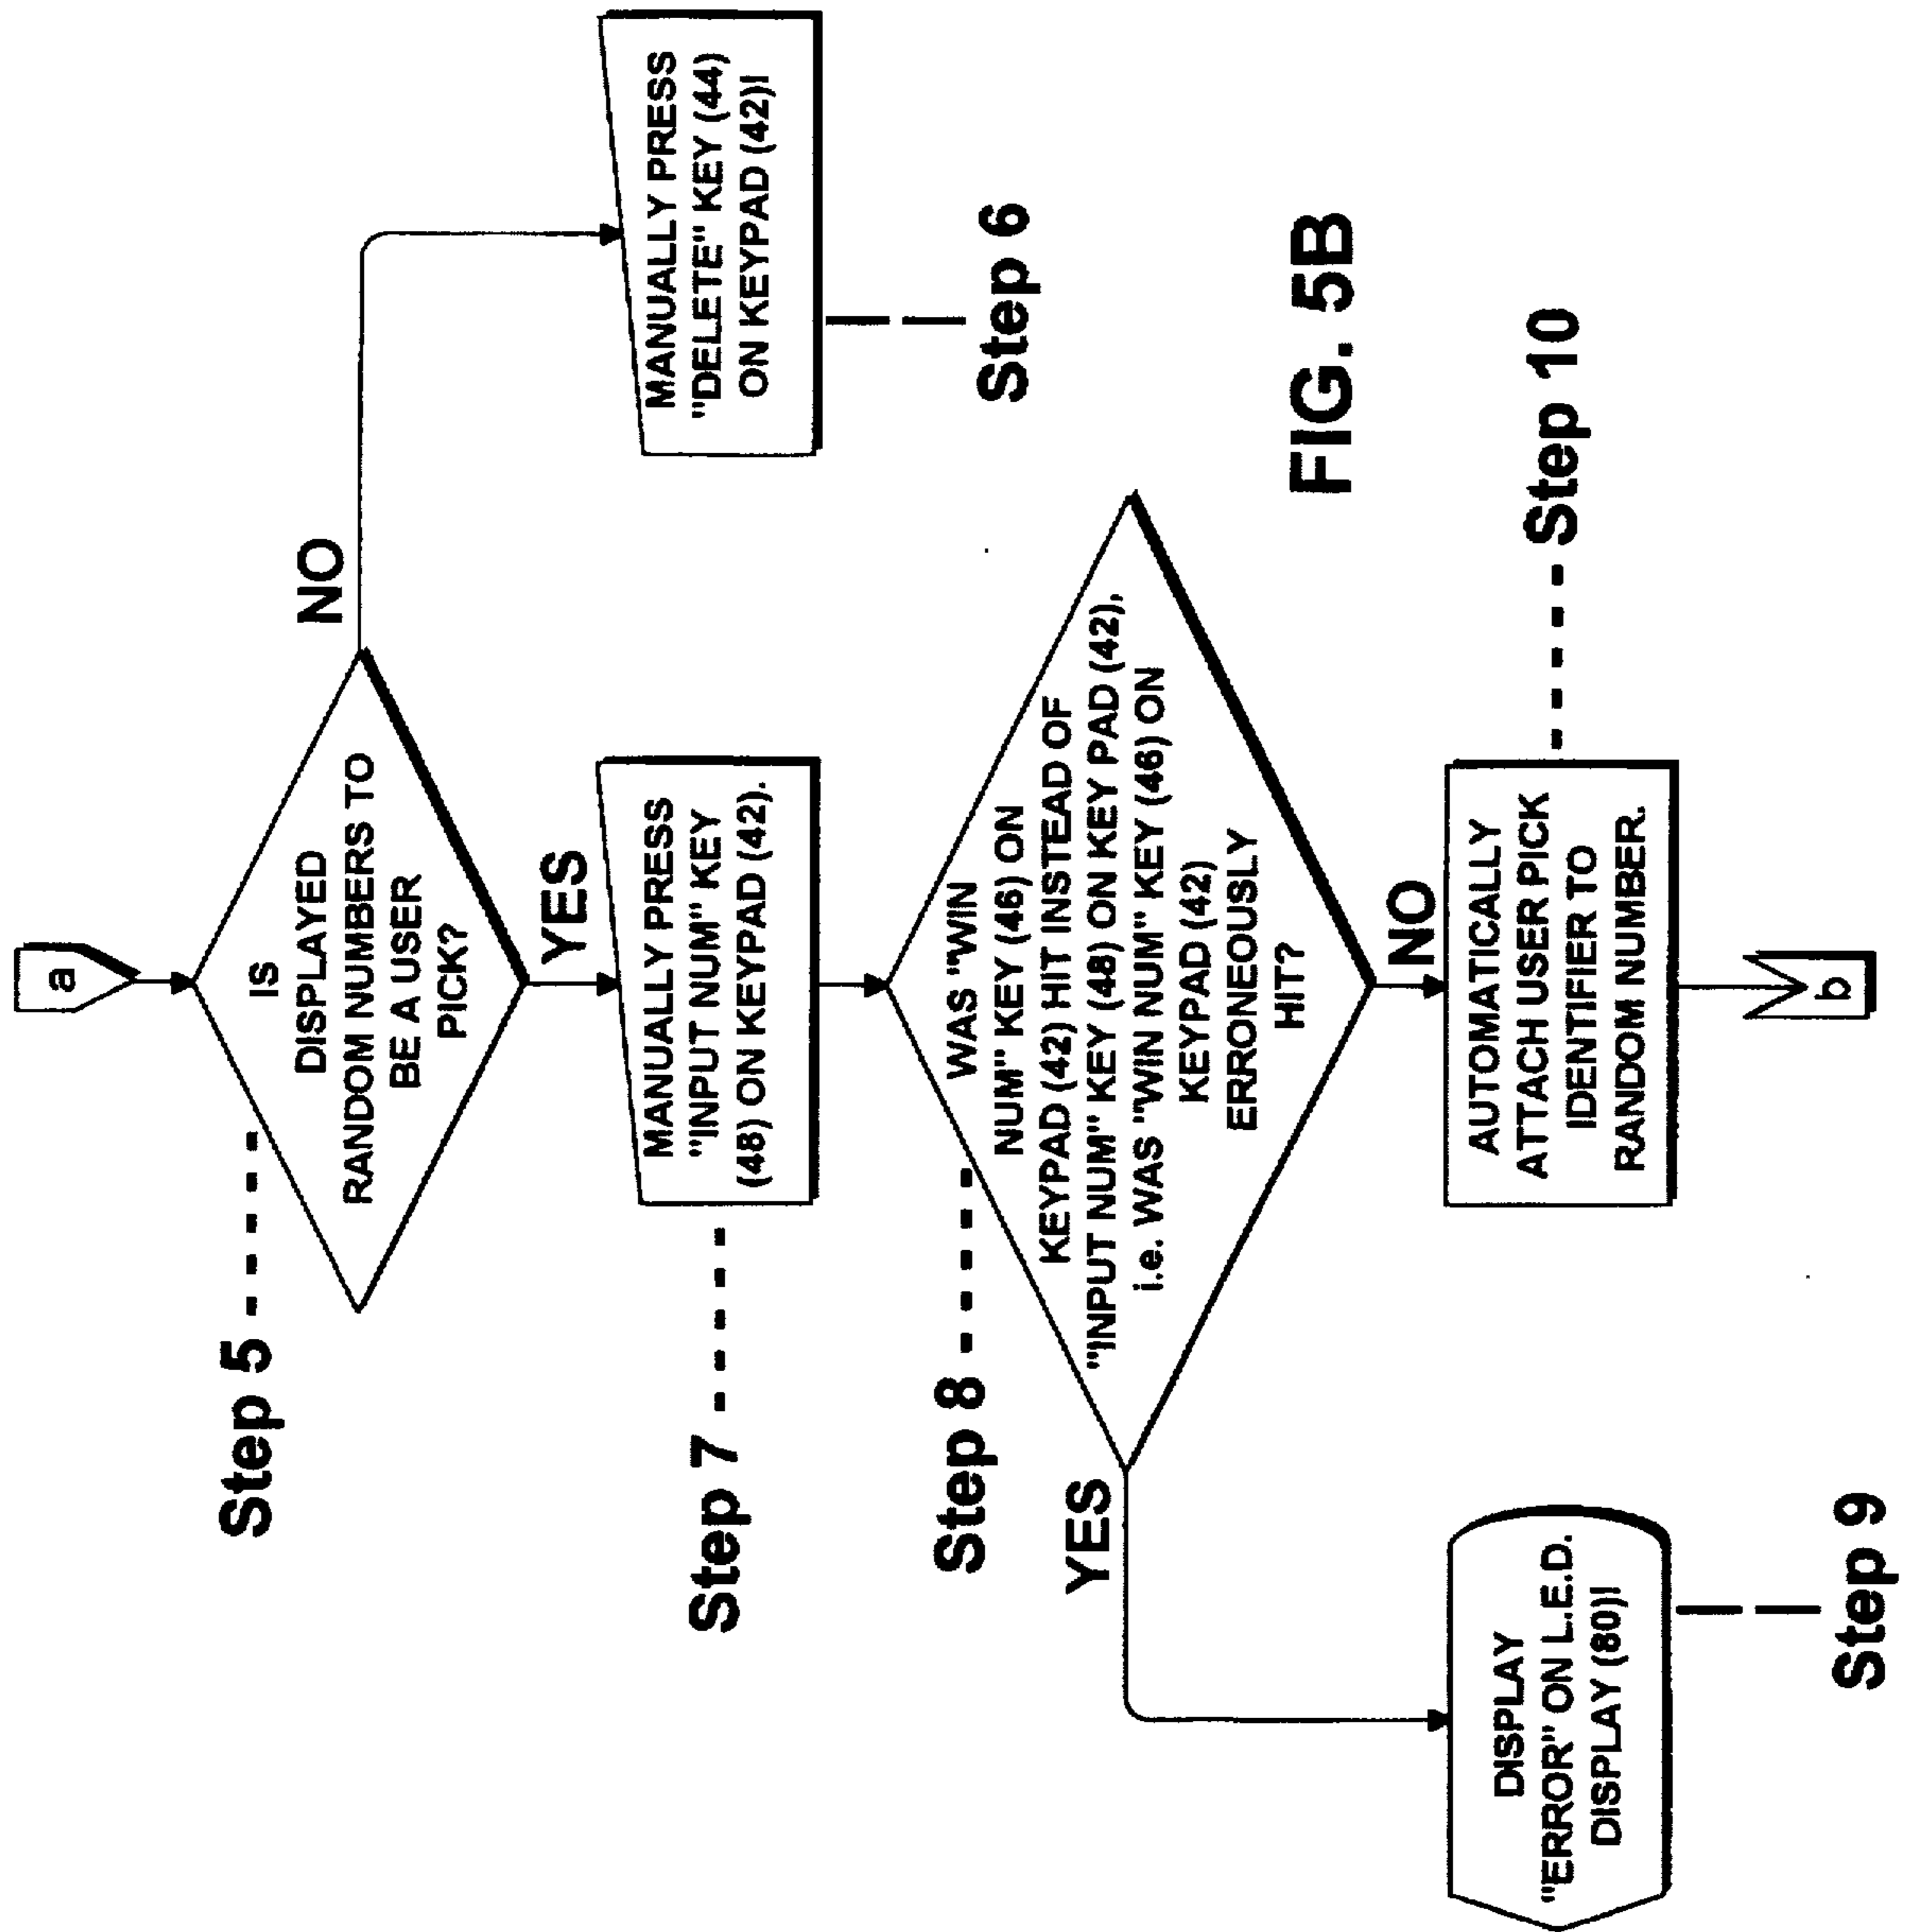 a
Step 5
IS
DISPLAYED
RANDOM NUMBERS TO
BE A USER
PICK?
NO
MANUALLY PRESS
"DELETE" KEY (44)
ON KEYPAD (42)!
Step 6
YES
Step 7
MANUALLY PRESS
"INPUT NUM" KEY
(48) ON KEYPAD (42).
Step 8
WAS "WIN
NUM" KEY (46) ON
KEYPAD (42) HIT INSTEAD OF
"INPUT NUM" KEY (48) ON KEY PAD (42),
i.e. WAS "WIN NUM" KEY (46) ON
KEYPAD (42)
ERRONEOUSLY
HIT?
YES
DISPLAY
"ERROR" ON L.E.D.
DISPLAY (80)!
Step 9
NO
AUTOMATICALLY
ATTACH USER PICK
IDENTIFIER TO
RANDOM NUMBER.
Step 10
b
FIG. 5B